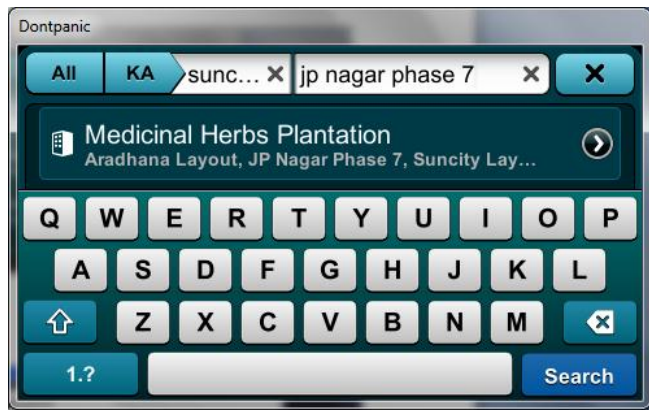 Dontpanic
All KA sunc... jp nagar phase 7
Medicinal Herbs Plantation
Aradhana Layout, JP Nagar Phase 7, Suncity Lay...
Q W E R T Y U I O P
A S D F G H J K L
Z X C V B N M
1.? Search